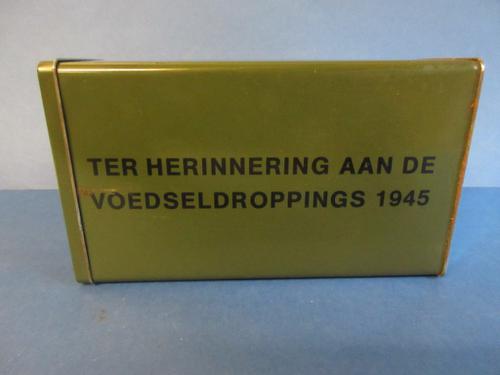 TER HERINNERING AAN DE
VOEDSELDROPPINGS 1945